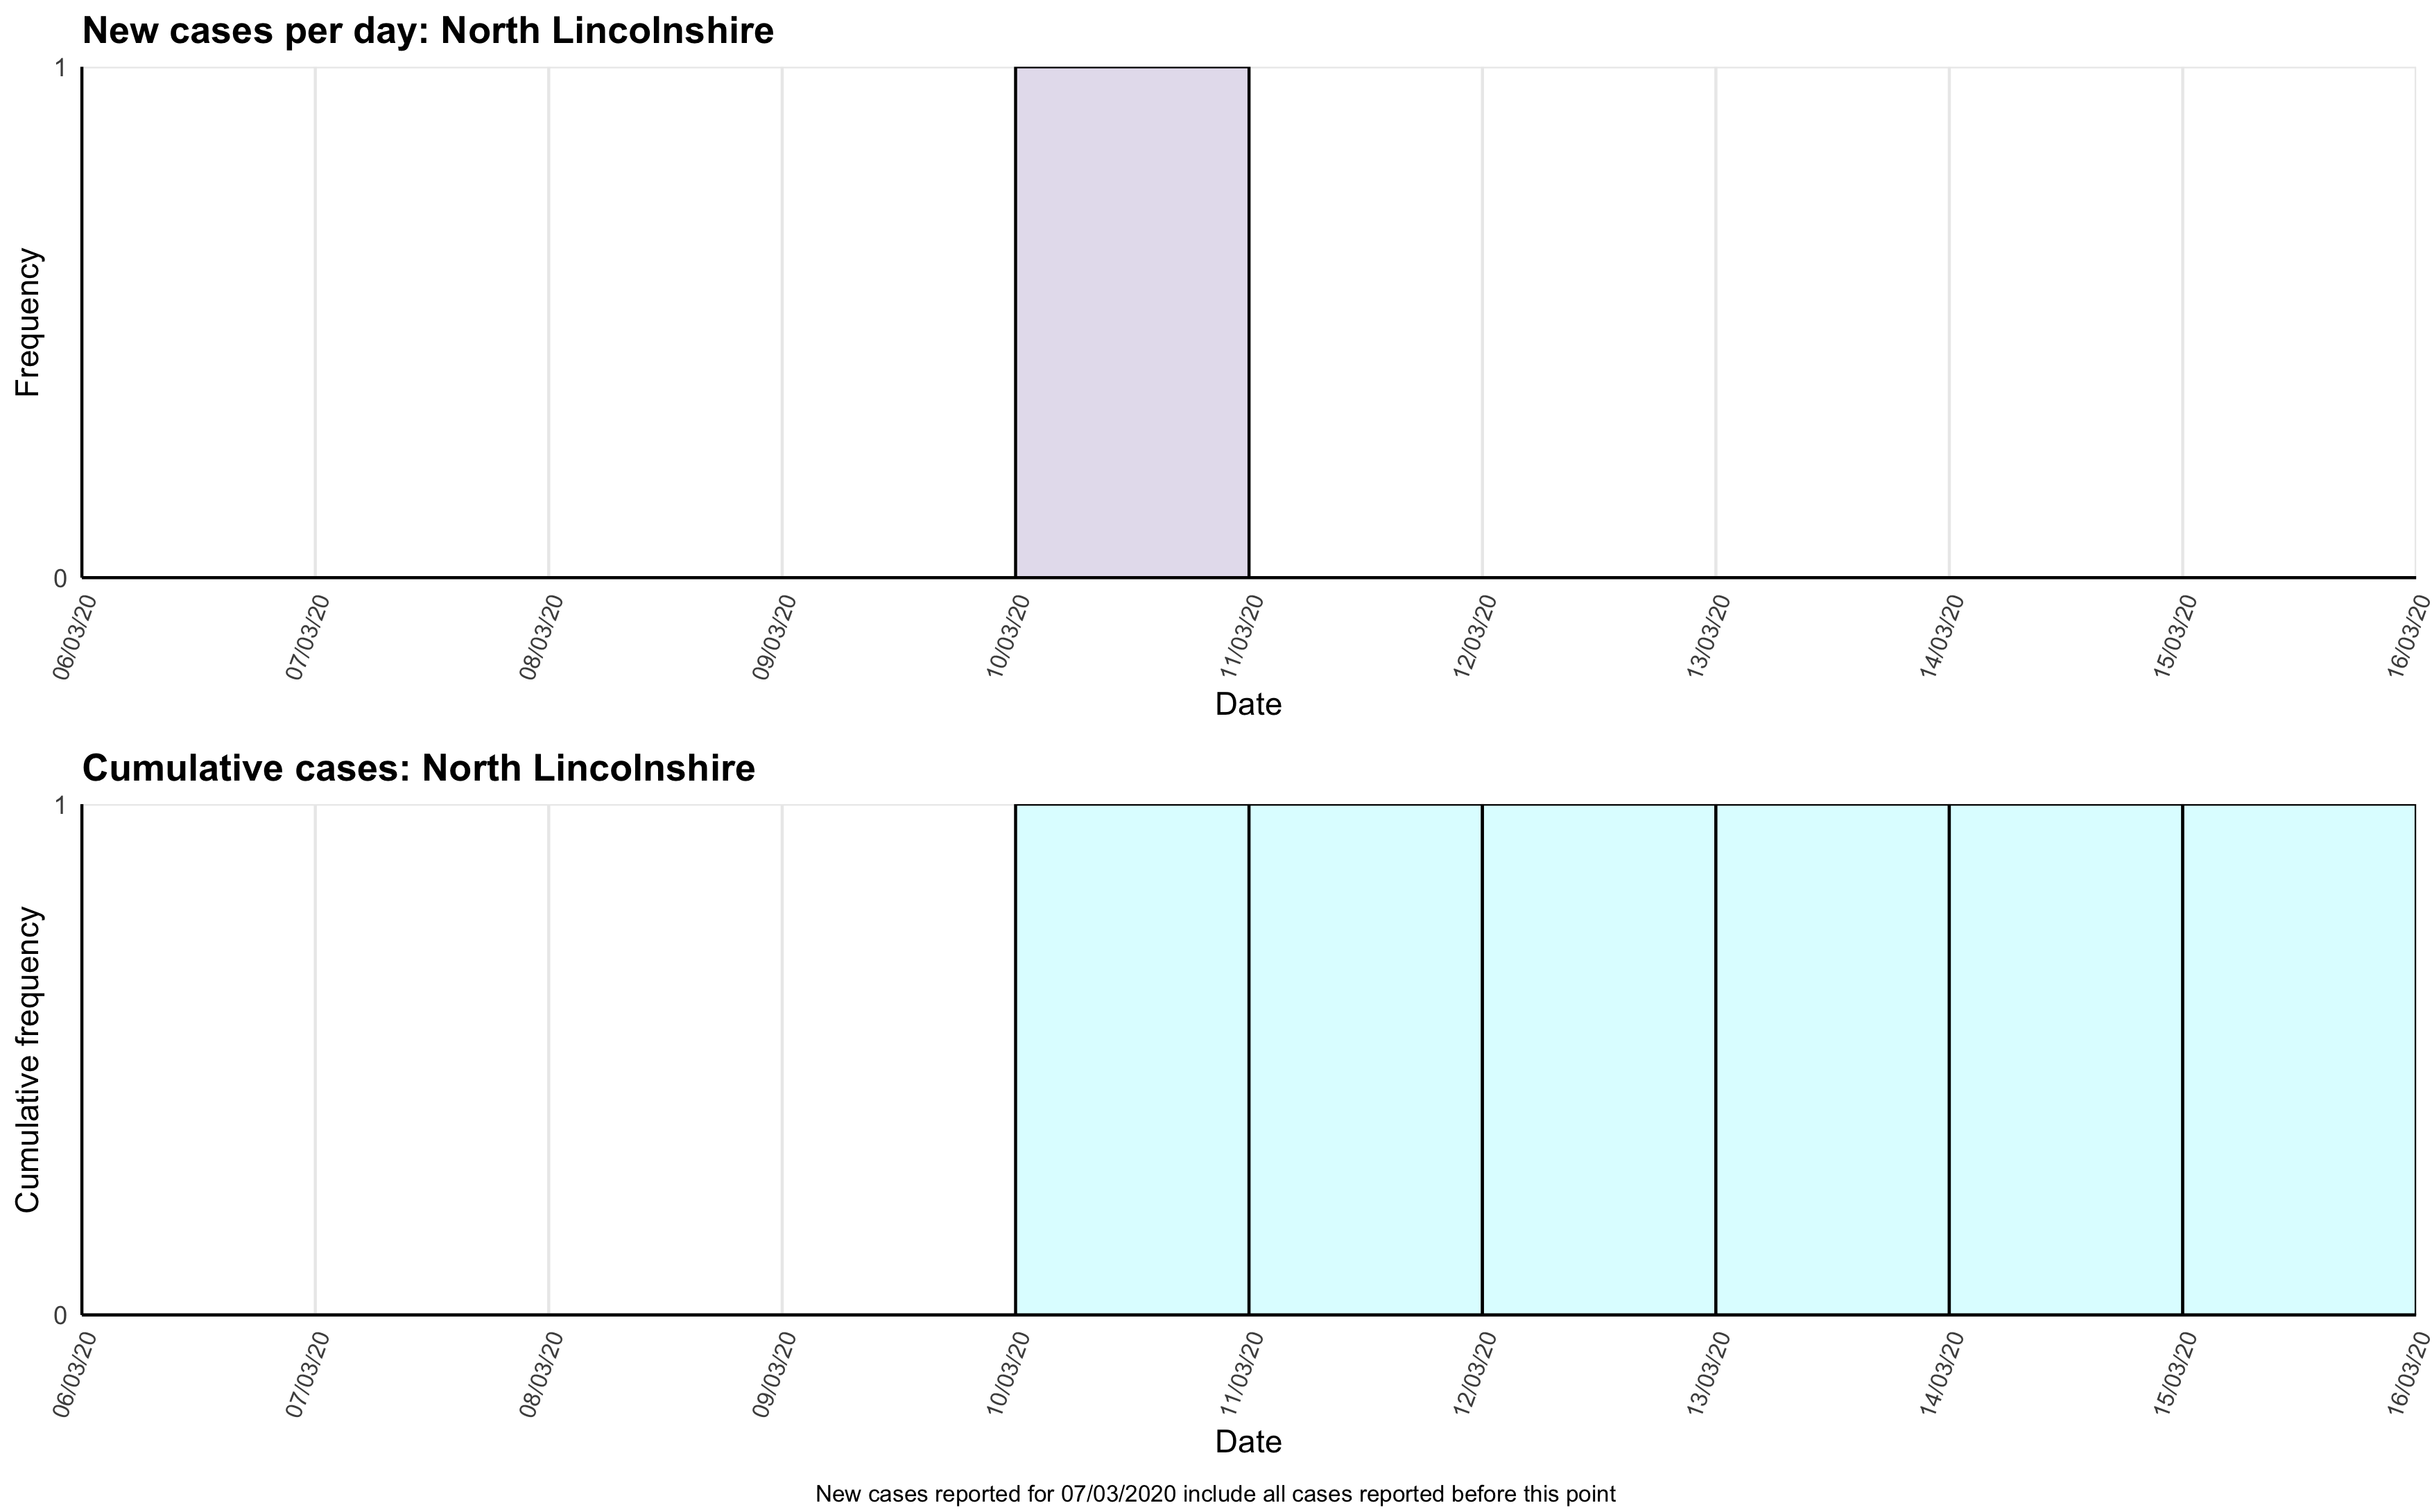 New cases per day: North Lincolnshire
1
Frequency
0
06/03/20 07/03/20 08/03/20 09/03/20 10/03/20 11/03/20 12/03/20 13/03/20 14/03/20 15/03/20 16/03/20
Date
Cumulative cases: North Lincolnshire
1
Cumulative frequency
0
06/03/20 07/03/20 08/03/20 09/03/20 10/03/20 11/03/20 12/03/20 13/03/20 14/03/20 15/03/20 16/03/20
Date
New cases reported for 07/03/2020 include all cases reported before this point